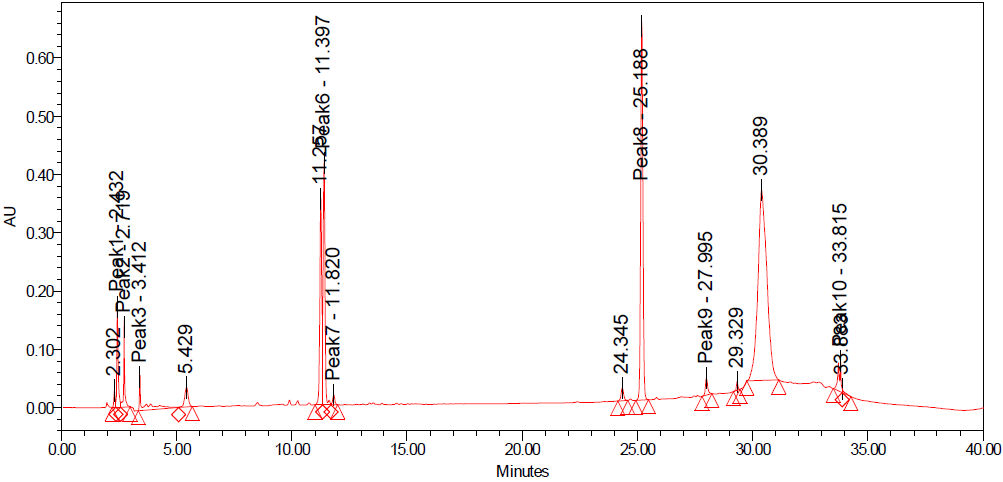 0.60
0.50
0.40
0.30
0.20
0.10
0.00
AU
2.302
Peak1 - 2.432
Peak2 - 2.719
Peak3 - 3.412
5.429
11.257
Peak6 - 11.397
Peak7 - 11.820
24.345
Peak8 - 25.188
Peak9 - 27.995
29.329
30.389
Peak10 - 33.815
0.00
5.00
10.00
15.00
20.00
25.00
30.00
35.00
40.00
Minutes